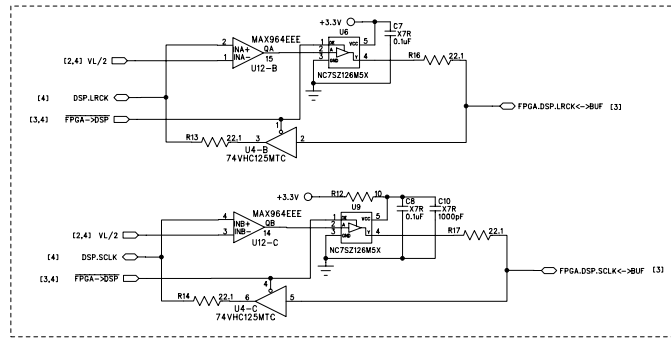 +3.3V
U6
C7
X7R
0.1uF
MAX964EEE
2 INA+ QA
1 INA- 15
U12-B
1 OE VCC 5
2 A Y 4
3 GND
NC7SZ126M5X
R16 22.1
[2,4] VL/2
[4] DSP.LRCK
[3,4] FPGA->DSP
FPGA.DSP.LRCK<->BUF [3]
R13 22.1 3 1 2
U4-B
74VHC125MTC
+3.3V
R12 10
U9
C8
X7R
0.1uF
C10
X7R
1000pF
MAX964EEE
4 INB+ QB
3 INB- 14
U12-C
1 OE VCC 5
2 A Y 4
3 GND
NC7SZ126M5X
R17 22.1
[2,4] VL/2
[4] DSP.SCLK
[3,4] FPGA->DSP
FPGA.DSP.SCLK<->BUF [3]
R14 22.1 6 4 5
U4-C
74VHC125MTC